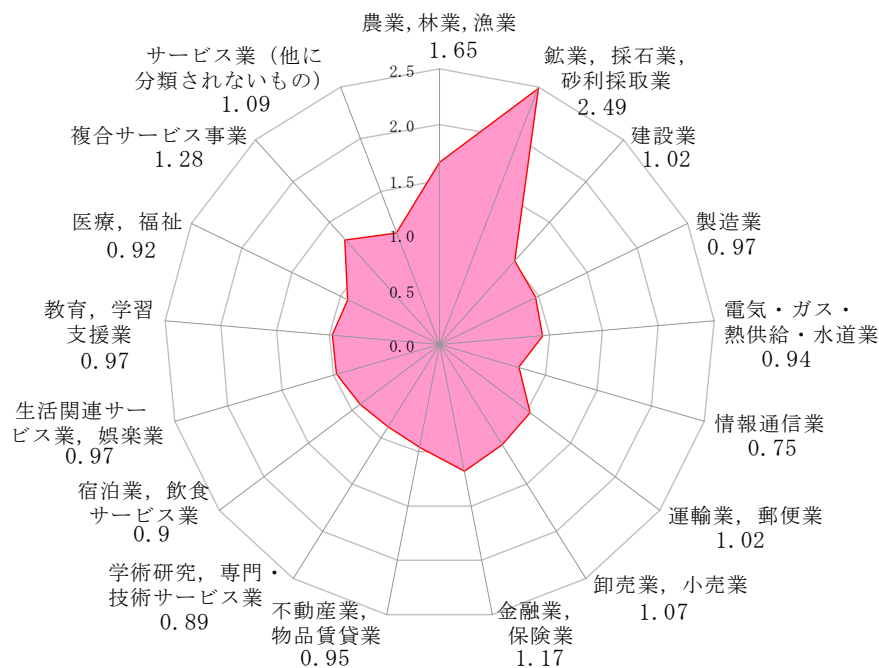 農業,林業,漁業
1.65
鉱業，採石業，
砂利採取業
2.49
建設業
1.02
製造業
0.97
電気・ガス・
熱供給・水道業
0.94
情報通信業
0.75
運輸業，郵便業
1.02
卸売業，小売業
1.07
金融業，
保険業
1.17
不動産業，
物品賃貸業
0.95
学術研究，専門・
技術サービス業
0.89
宿泊業，飲食
サービス業
0.9
生活関連サー
ビス業，娯楽業
0.97
教育，学習
支援業
0.97
医療，福祉
0.92
複合サービス事業
1.28
サービス業（他に
分類されないもの）
1.09
2.5
2.0
1.5
1.0
0.5
0.0